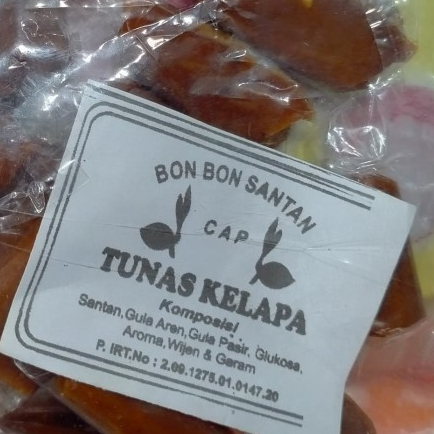 BON BON SANTAN
CAP
TUNAS KELAPA
Komposisi
Santan,Gula Aren,Gula Pasir, Glukosa,
Aroma,Wijen & Garam
P. IRT.No : 2.09.1275.01.0147.20